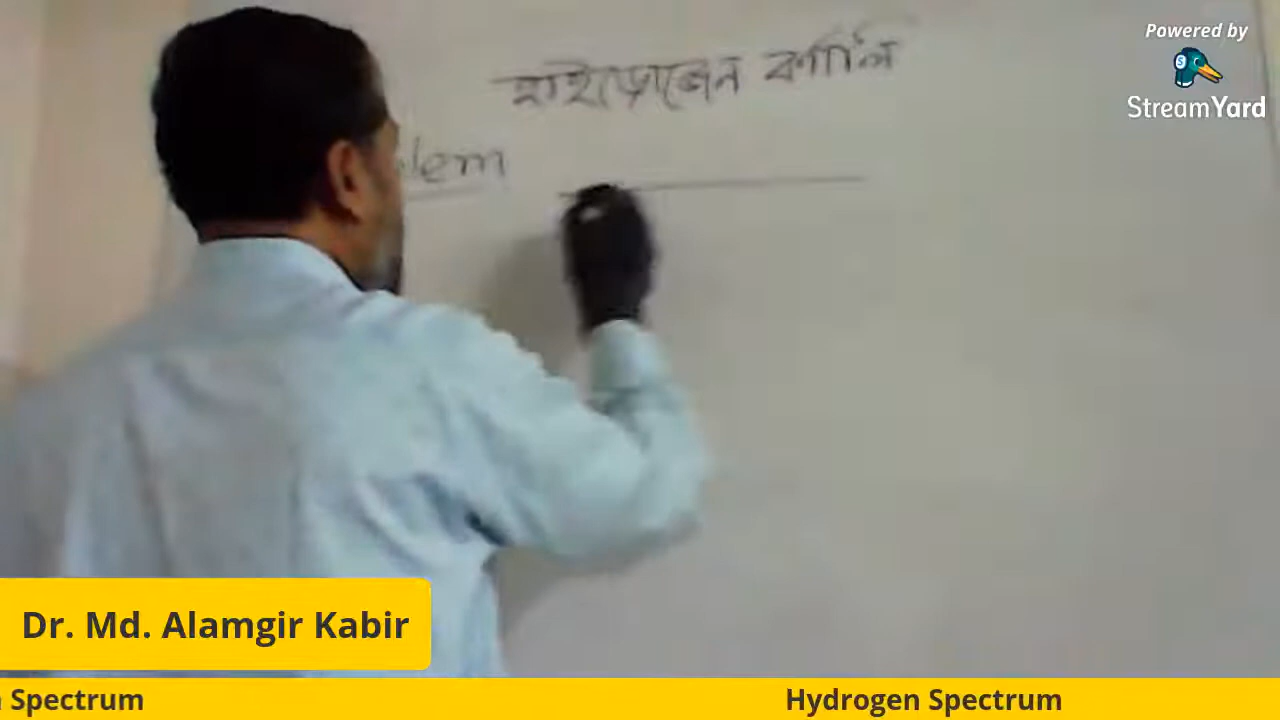 Powered by
StreamYard
হাইড্রোজেন বর্ণালি
Dr. Md. Alamgir Kabir
Spectrum
Hydrogen Spectrum